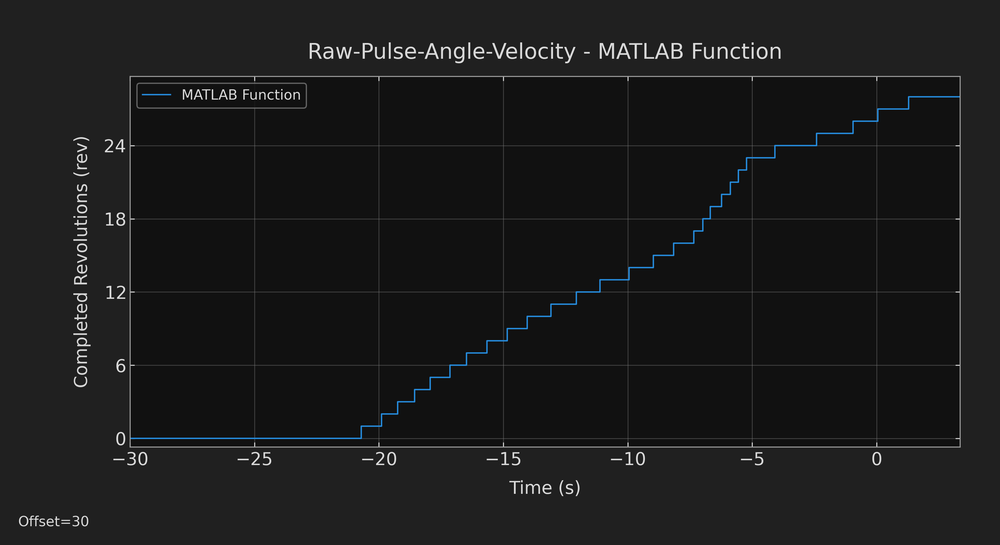 Raw-Pulse-Angle-Velocity - MATLAB Function
MATLAB Function
Completed Revolutions (rev)
24
18
12
6
0
−30 −25 −20 −15 −10 −5 0
Time (s)
Offset=30